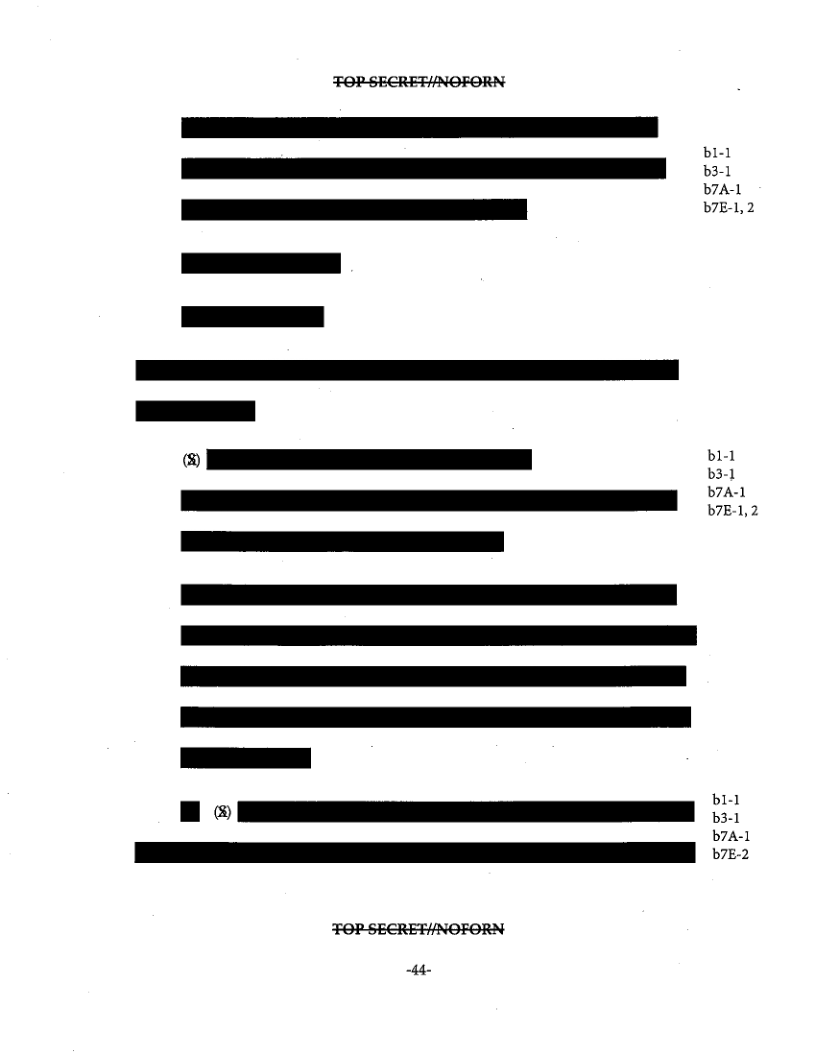 TOP SECRET//NOFORN
b1-1
b3-1
b7A-1
b7E-1, 2
(S)
b1-1
b3-1
b7A-1
b7E-1, 2
(S)
b1-1
b3-1
b7A-1
b7E-2
TOP SECRET//NOFORN
-44-